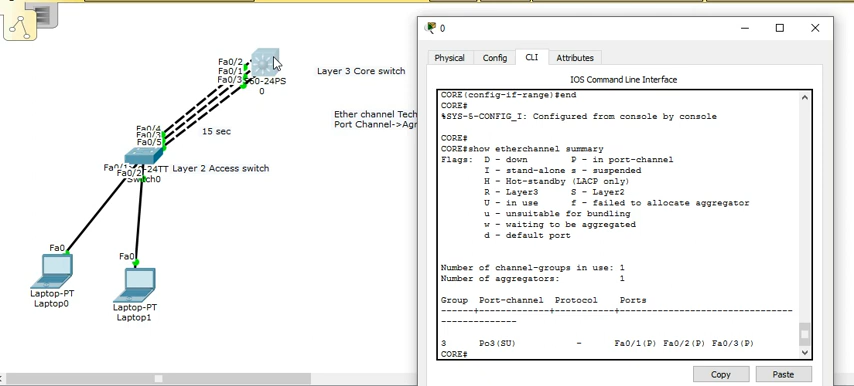 Fa0/2
Fa0/1
Fa0/3
60-24PS
0
Layer 3 Core switch
Ether channel Tech
Port Channel->Agr
15 sec
Fa0/4
Fa0/3
Fa0/5
Fa0/1
Fa0/2
-24TT
Switch0
Layer 2 Access switch
Fa0
Fa0
Laptop-PT
Laptop0
Laptop-PT
Laptop1
0
Physical Config CLI Attributes
IOS Command Line Interface
CORE(config-if-range)#end
CORE#
%SYS-5-CONFIG_I: Configured from console by console
CORE#
CORE#show etherchannel summary
Flags: D - down P - in port-channel
I - stand-alone s - suspended
H - Hot-standby (LACP only)
R - Layer3 S - Layer2
U - in use f - failed to allocate aggregator
u - unsuitable for bundling
w - waiting to be aggregated
d - default port
Number of channel-groups in use: 1
Number of aggregators: 1
Group Port-channel Protocol Ports
------+-------------+-----------+------------------------------
--------------
3 Po3(SU) - Fa0/1(P) Fa0/2(P) Fa0/3(P)
CORE#
Copy Paste